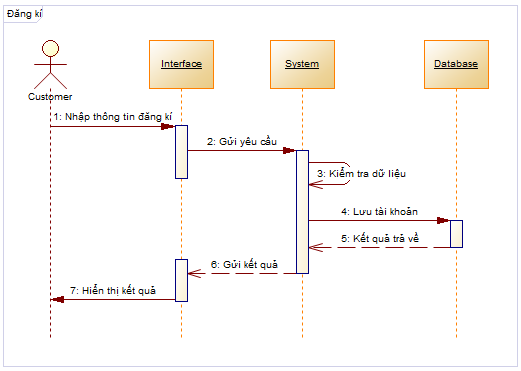 Đăng kí
Interface
System
Database
Customer
1: Nhập thông tin đăng kí
2: Gửi yêu cầu
3: Kiểm tra dữ liệu
4: Lưu tài khoản
5: Kết quả trả về
6: Gửi kết quả
7: Hiển thị kết quả